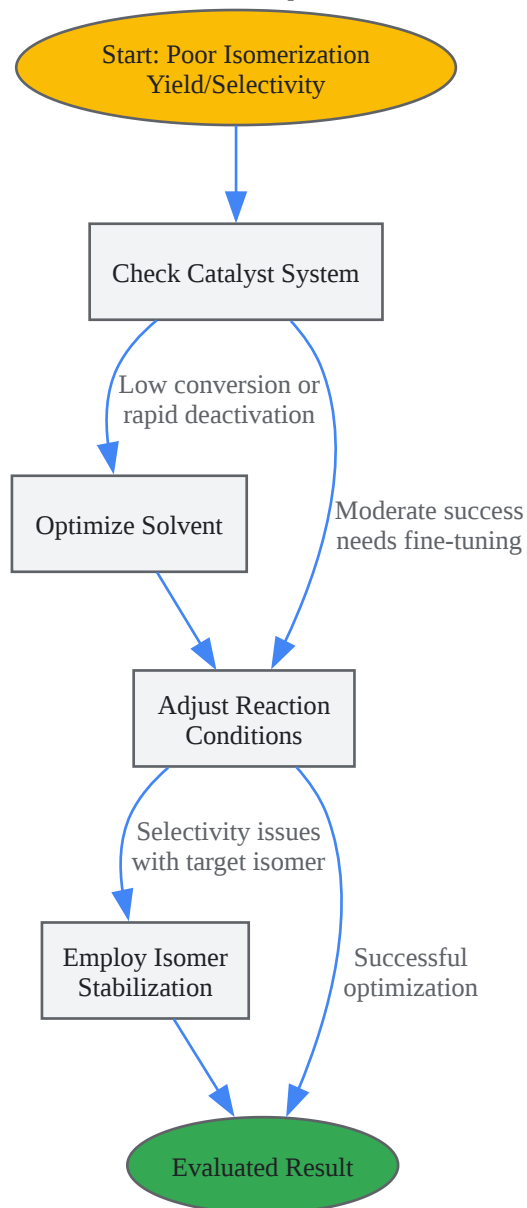 Start: Poor Isomerization
Yield/Selectivity
Check Catalyst System
Low conversion or
rapid deactivation
Optimize Solvent
Moderate success
needs fine-tuning
Adjust Reaction
Conditions
Selectivity issues
with target isomer
Employ Isomer
Stabilization
Successful
optimization
Evaluated Result